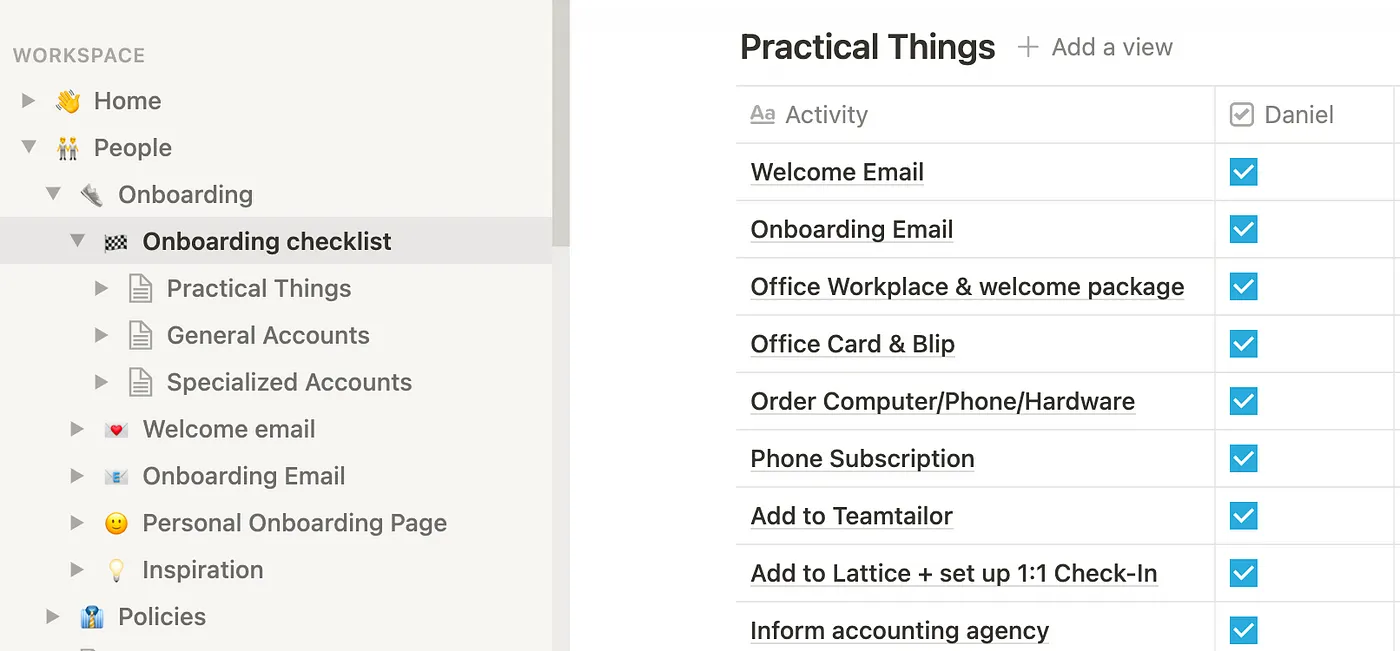 WORKSPACE
Home
People
Onboarding
Onboarding checklist
Practical Things
General Accounts
Specialized Accounts
Welcome email
Onboarding Email
Personal Onboarding Page
Inspiration
Policies
Practical Things + Add a view
Aa Activity Daniel
Welcome Email
Onboarding Email
Office Workplace & welcome package
Office Card & Blip
Order Computer/Phone/Hardware
Phone Subscription
Add to Teamtailor
Add to Lattice + set up 1:1 Check-In
Inform accounting agency